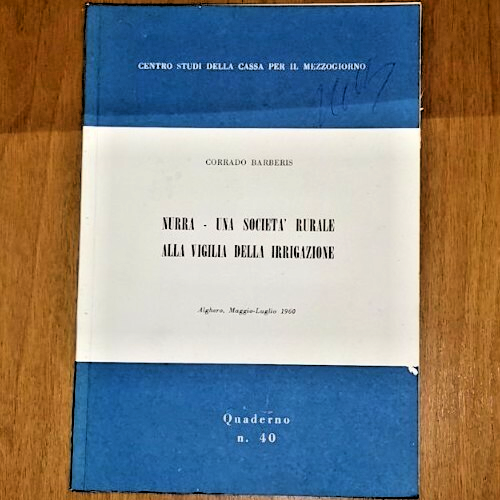 CENTRO STUDI DELLA CASSA PER IL MEZZOGIORNO
CORRADO BARBERIS
NURRA - UNA SOCIETA' RURALE
ALLA VIGILIA DELLA IRRIGAZIONE
Alghero, Maggio-Luglio 1960
Quaderno
n. 40